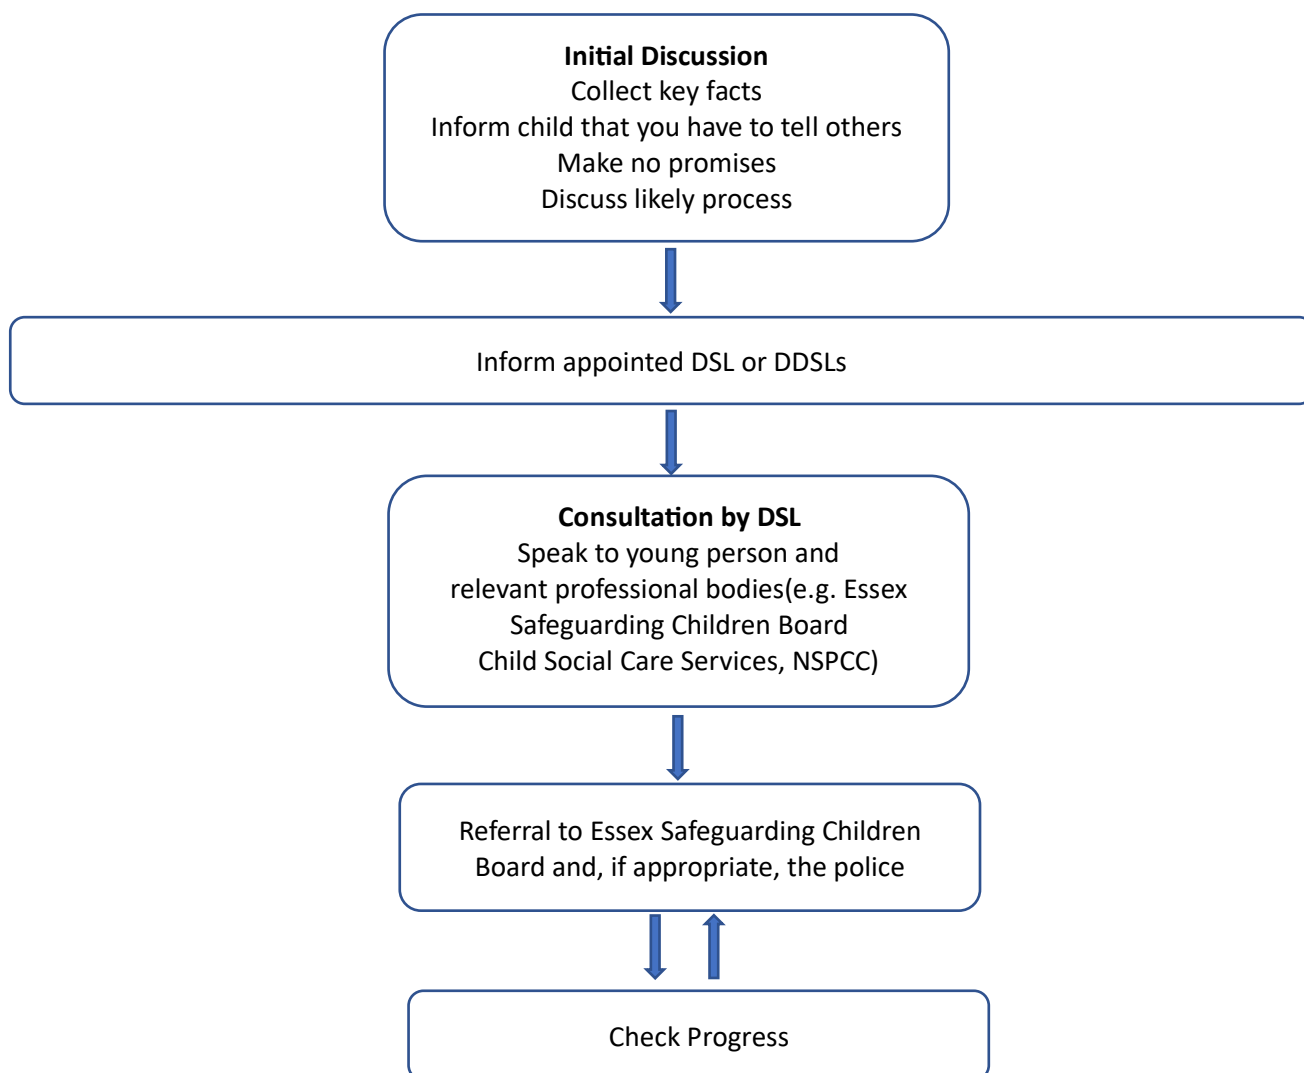 Initial Discussion
Collect key facts
Inform child that you have to tell others
Make no promises
Discuss likely process
Inform appointed DSL or DDSLs
Consultation by DSL
Speak to young person and
relevant professional bodies(e.g. Essex
Safeguarding Children Board
Child Social Care Services, NSPCC)
Referral to Essex Safeguarding Children
Board and, if appropriate, the police
Check Progress